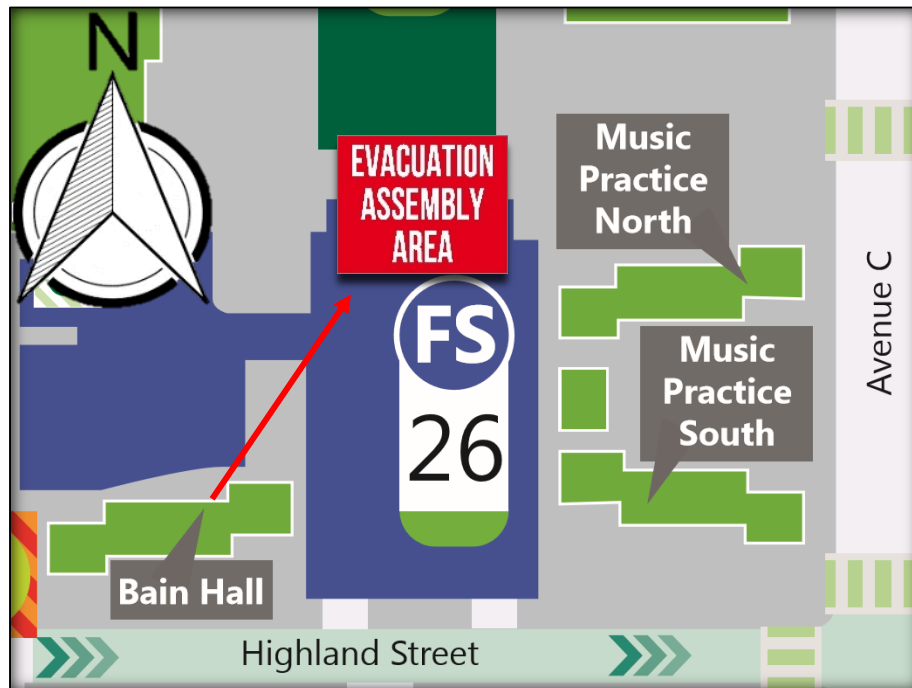 N
EVACUATION
ASSEMBLY
AREA
Music
Practice
North
FS
26
Music
Practice
South
Avenue C
Bain Hall
Highland Street